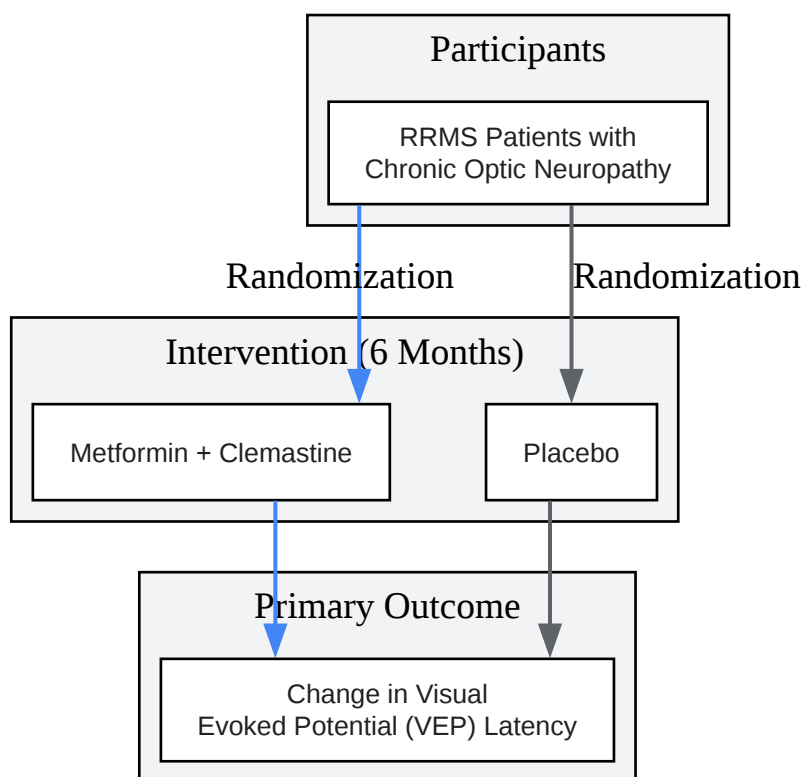 Participants
RRMS Patients with
Chronic Optic Neuropathy
Randomization
Randomization
Intervention (6 Months)
Metformin + Clemastine
Placebo
Primary Outcome
Change in Visual
Evoked Potential (VEP) Latency